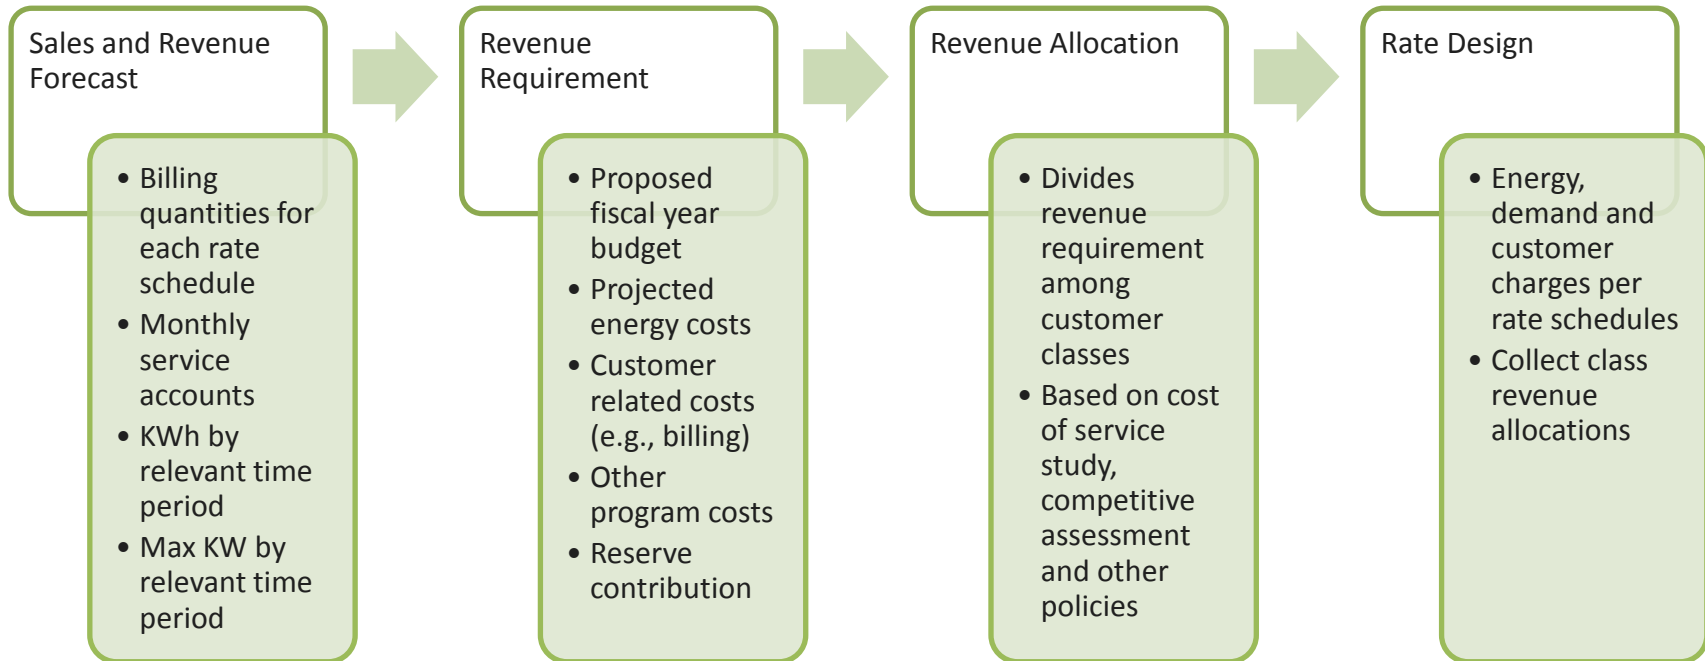 Sales and Revenue
Forecast
• Billing
quantities for
each rate
schedule
• Monthly
service
accounts
• KWh by
relevant time
period
• Max KW by
relevant time
period
Revenue
Requirement
• Proposed
fiscal year
budget
• Projected
energy costs
• Customer
related costs
(e.g., billing)
• Other
program costs
• Reserve
contribution
Revenue Allocation
• Divides
revenue
requirement
among
customer
classes
• Based on cost
of service
study,
competitive
assessment
and other
policies
Rate Design
• Energy,
demand and
customer
charges per
rate schedules
• Collect class
revenue
allocations